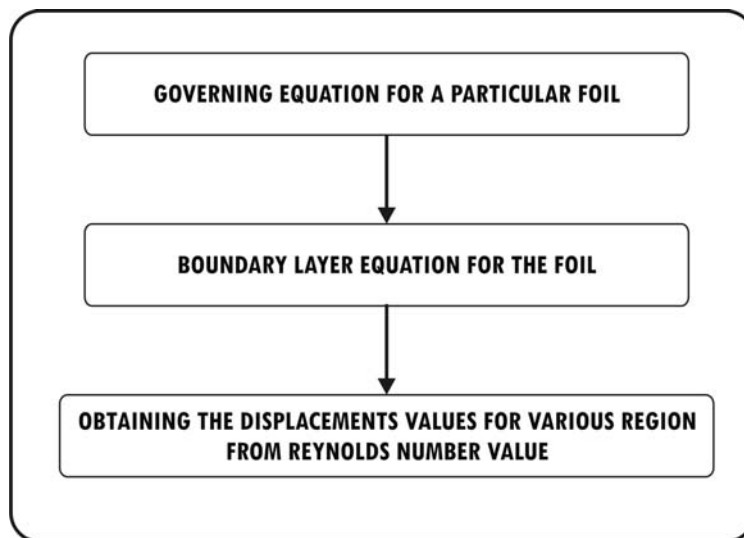 GOVERNING EQUATION FOR A PARTICULAR FOIL
BOUNDARY LAYER EQUATION FOR THE FOIL
OBTAINING THE DISPLACEMENTS VALUES FOR VARIOUS REGION
FROM REYNOLDS NUMBER VALUE